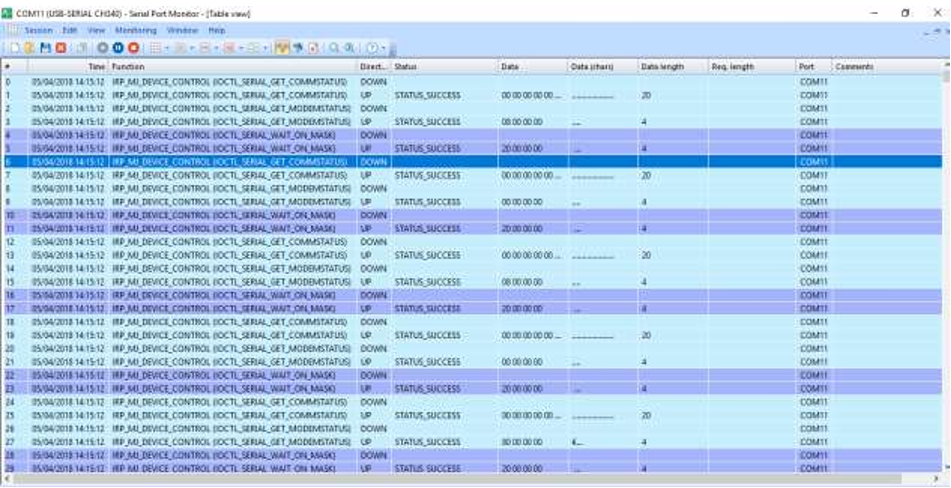 COM11 (USB-SERIAL CH340) - Serial Port Monitor - [Table view]
Session Edit View Monitoring Window Help
# Time Function Direct... Status Data Data (chars) Data length Req. length Port Comments
0 05/04/2018 14:15:12 IRP_MJ_DEVICE_CONTROL (IOCTL_SERIAL_GET_COMMSTATUS) DOWN COM11
1 05/04/2018 14:15:12 IRP_MJ_DEVICE_CONTROL (IOCTL_SERIAL_GET_COMMSTATUS) UP STATUS_SUCCESS 00 00 00 00 00 ... ................ 20 COM11
2 05/04/2018 14:15:12 IRP_MJ_DEVICE_CONTROL (IOCTL_SERIAL_GET_MODEMSTATUS) DOWN COM11
3 05/04/2018 14:15:12 IRP_MJ_DEVICE_CONTROL (IOCTL_SERIAL_GET_MODEMSTATUS) UP STATUS_SUCCESS 00 00 00 .... 4 COM11
4 05/04/2018 14:15:12 IRP_MJ_DEVICE_CONTROL (IOCTL_SERIAL_WAIT_ON_MASK) DOWN COM11
5 05/04/2018 14:15:12 IRP_MJ_DEVICE_CONTROL (IOCTL_SERIAL_WAIT_ON_MASK) UP STATUS_SUCCESS 20 00 00 00 ... 4 COM11
6 05/04/2018 14:15:12 IRP_MJ_DEVICE_CONTROL (IOCTL_SERIAL_GET_COMMSTATUS) DOWN COM11
7 05/04/2018 14:15:12 IRP_MJ_DEVICE_CONTROL (IOCTL_SERIAL_GET_COMMSTATUS) UP STATUS_SUCCESS 00 00 00 00 00 ... ................ 20 COM11
8 05/04/2018 14:15:12 IRP_MJ_DEVICE_CONTROL (IOCTL_SERIAL_GET_MODEMSTATUS) DOWN COM11
9 05/04/2018 14:15:12 IRP_MJ_DEVICE_CONTROL (IOCTL_SERIAL_GET_MODEMSTATUS) UP STATUS_SUCCESS 00 00 00 .... 4 COM11
10 05/04/2018 14:15:12 IRP_MJ_DEVICE_CONTROL (IOCTL_SERIAL_WAIT_ON_MASK) DOWN COM11
11 05/04/2018 14:15:12 IRP_MJ_DEVICE_CONTROL (IOCTL_SERIAL_WAIT_ON_MASK) UP STATUS_SUCCESS 20 00 00 00 ... 4 COM11
12 05/04/2018 14:15:12 IRP_MJ_DEVICE_CONTROL (IOCTL_SERIAL_GET_COMMSTATUS) DOWN COM11
13 05/04/2018 14:15:12 IRP_MJ_DEVICE_CONTROL (IOCTL_SERIAL_GET_COMMSTATUS) UP STATUS_SUCCESS 00 00 00 00 00 ... ................ 20 COM11
14 05/04/2018 14:15:12 IRP_MJ_DEVICE_CONTROL (IOCTL_SERIAL_GET_MODEMSTATUS) DOWN COM11
15 05/04/2018 14:15:12 IRP_MJ_DEVICE_CONTROL (IOCTL_SERIAL_GET_MODEMSTATUS) UP STATUS_SUCCESS 00 00 00 .... 4 COM11
16 05/04/2018 14:15:12 IRP_MJ_DEVICE_CONTROL (IOCTL_SERIAL_WAIT_ON_MASK) DOWN COM11
17 05/04/2018 14:15:12 IRP_MJ_DEVICE_CONTROL (IOCTL_SERIAL_WAIT_ON_MASK) UP STATUS_SUCCESS 20 00 00 00 ... 4 COM11
18 05/04/2018 14:15:12 IRP_MJ_DEVICE_CONTROL (IOCTL_SERIAL_GET_COMMSTATUS) DOWN COM11
19 05/04/2018 14:15:12 IRP_MJ_DEVICE_CONTROL (IOCTL_SERIAL_GET_COMMSTATUS) UP STATUS_SUCCESS 00 00 00 00 00 ... ................ 20 COM11
20 05/04/2018 14:15:12 IRP_MJ_DEVICE_CONTROL (IOCTL_SERIAL_GET_MODEMSTATUS) DOWN COM11
21 05/04/2018 14:15:12 IRP_MJ_DEVICE_CONTROL (IOCTL_SERIAL_GET_MODEMSTATUS) UP STATUS_SUCCESS 00 00 00 .... 4 COM11
22 05/04/2018 14:15:12 IRP_MJ_DEVICE_CONTROL (IOCTL_SERIAL_WAIT_ON_MASK) DOWN COM11
23 05/04/2018 14:15:12 IRP_MJ_DEVICE_CONTROL (IOCTL_SERIAL_WAIT_ON_MASK) UP STATUS_SUCCESS 20 00 00 00 ... 4 COM11
24 05/04/2018 14:15:12 IRP_MJ_DEVICE_CONTROL (IOCTL_SERIAL_GET_COMMSTATUS) DOWN COM11
25 05/04/2018 14:15:12 IRP_MJ_DEVICE_CONTROL (IOCTL_SERIAL_GET_COMMSTATUS) UP STATUS_SUCCESS 00 00 00 00 00 ... ................ 20 COM11
26 05/04/2018 14:15:12 IRP_MJ_DEVICE_CONTROL (IOCTL_SERIAL_GET_MODEMSTATUS) DOWN COM11
27 05/04/2018 14:15:12 IRP_MJ_DEVICE_CONTROL (IOCTL_SERIAL_GET_MODEMSTATUS) UP STATUS_SUCCESS 80 00 00 00 €... 4 COM11
28 05/04/2018 14:15:12 IRP_MJ_DEVICE_CONTROL (IOCTL_SERIAL_WAIT_ON_MASK) DOWN COM11
29 05/04/2018 14:15:12 IRP_MJ_DEVICE_CONTROL (IOCTL_SERIAL_WAIT_ON_MASK) UP STATUS_SUCCESS 20 00 00 00 ... 4 COM11